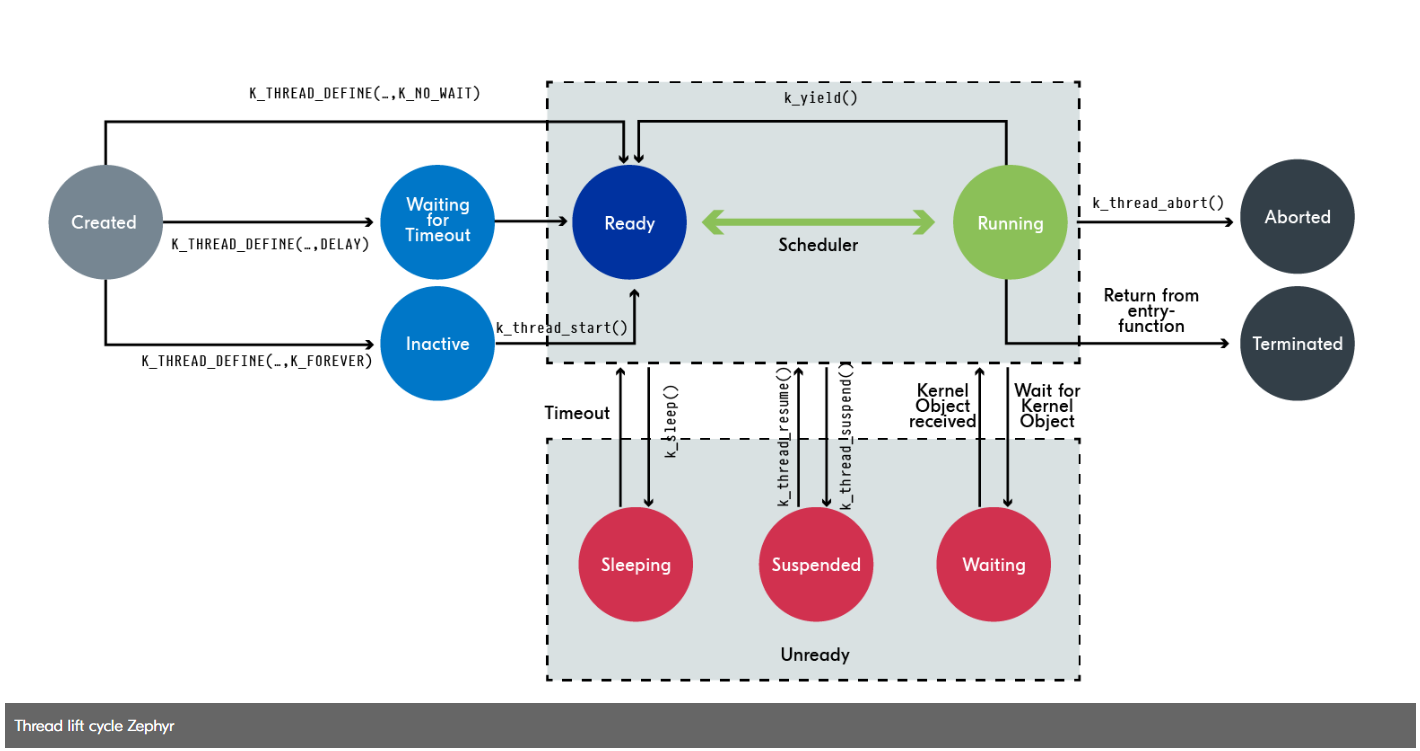 K_THREAD_DEFINE(…,K_NO_WAIT)
k_yield()
Created
Waiting
for
Timeout
Ready
Scheduler
Running
k_thread_abort()
Aborted
K_THREAD_DEFINE(…,DELAY)
Inactive
k_thread_start()
Return from
entry-
function
Terminated
K_THREAD_DEFINE(…,K_FOREVER)
Timeout
k_sleep()
k_thread_resume()
k_thread_suspend()
Kernel
Object
received
Wait for
Kernel
Object
Sleeping
Suspended
Waiting
Unready
Thread lift cycle Zephyr